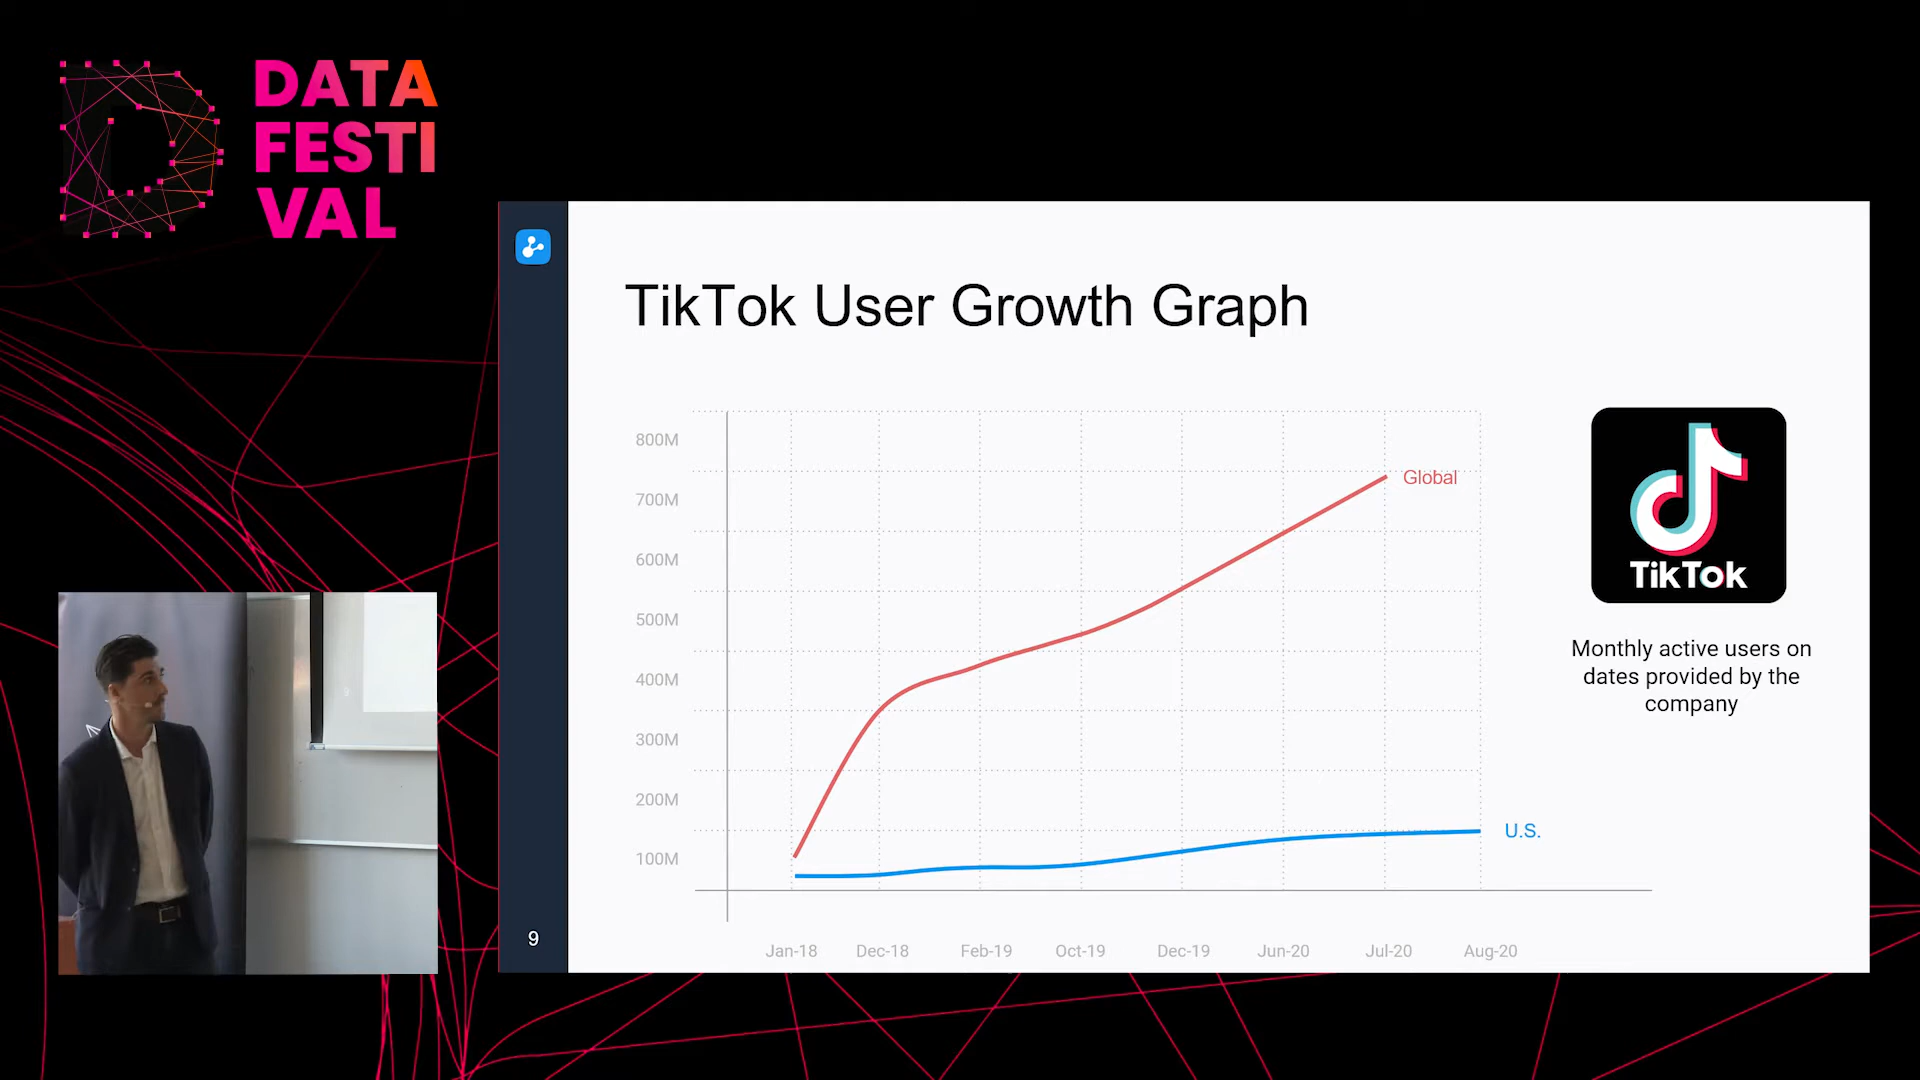 DATA
FESTI
VAL
TikTok User Growth Graph
800M
700M
600M
500M
400M
300M
200M
100M
Global
U.S.
Jan-18 Dec-18 Feb-19 Oct-19 Dec-19 Jun-20 Jul-20 Aug-20
TikTok
Monthly active users on
dates provided by the
company
9